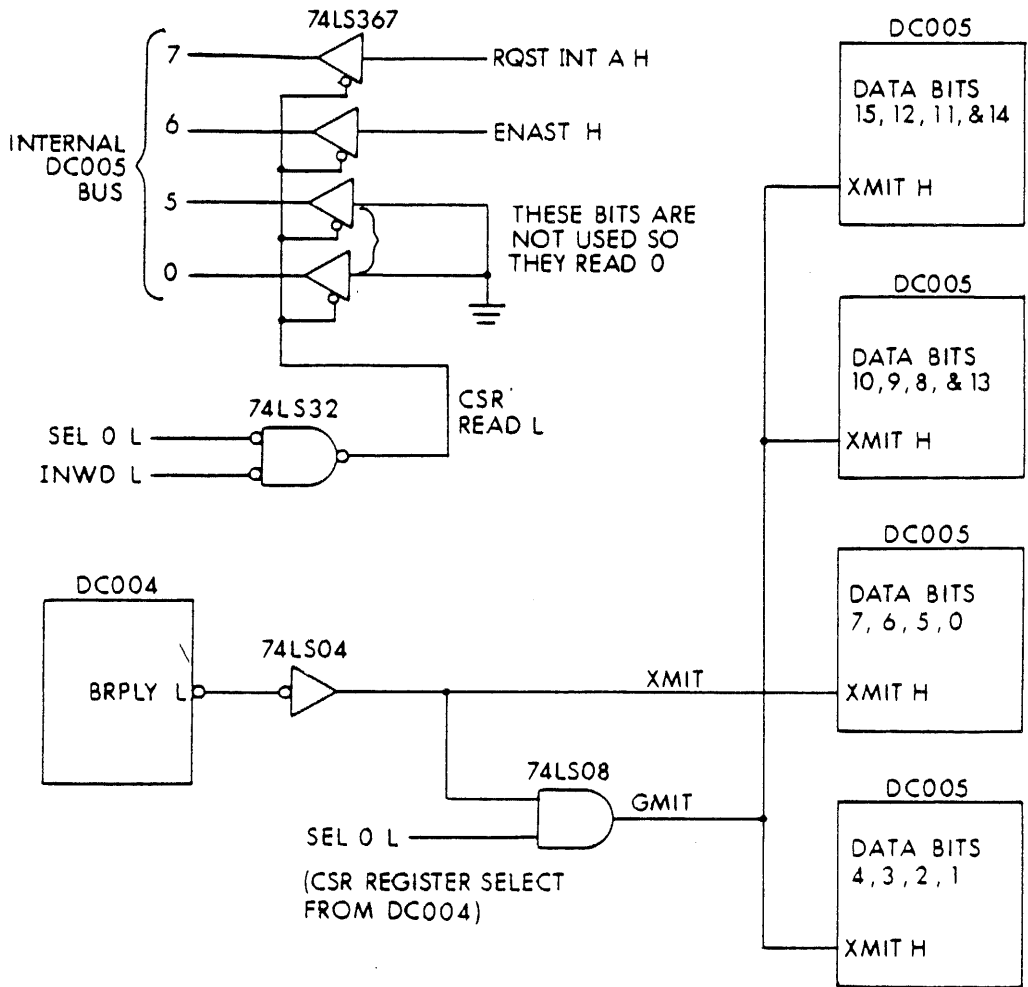 74LS367
7
RQST INT A H
6
ENAST H
INTERNAL
DC005
BUS
5
0
THESE BITS ARE
NOT USED SO
THEY READ 0
74LS32
SEL 0 L
INWD L
CSR
READ L
DC004
BRPLY L
74LS04
XMIT
74LS08
SEL 0 L
GMIT
(CSR REGISTER SELECT
FROM DC004)
DC005
DATA BITS
15, 12, 11, & 14
XMIT H
DC005
DATA BITS
10, 9, 8, & 13
XMIT H
DC005
DATA BITS
7, 6, 5, 0
XMIT H
DC005
DATA BITS
4, 3, 2, 1
XMIT H